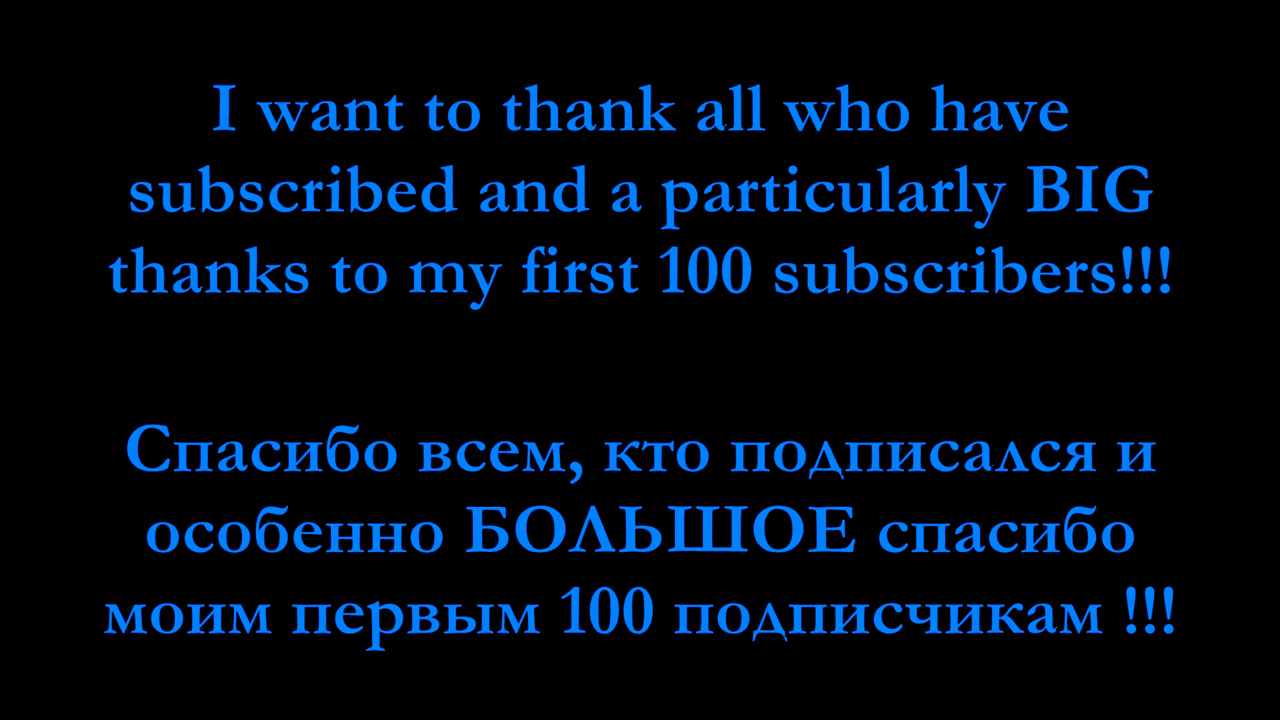 I want to thank all who have
subscribed and a particularly BIG
thanks to my first 100 subscribers!!!
Спасибо всем, кто подписался и
особенно БОЛЬШОЕ спасибо
моим первым 100 подписчикам !!!